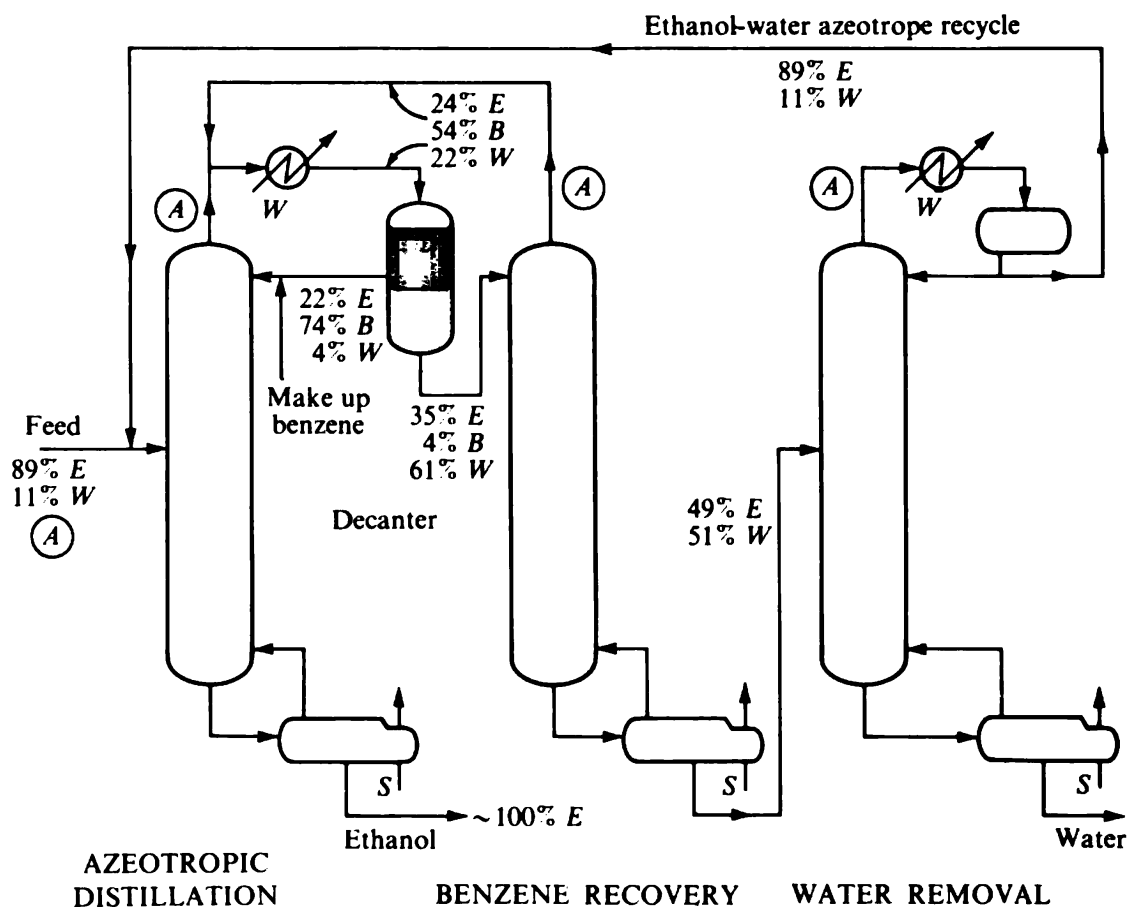 Ethanol-water azeotrope recycle
89% E
11% W
24% E
54% B
22% W
A
W
A
A
W
22% E
74% B
4% W
Make up
benzene
35% E
4% B
61% W
Feed
89% E
11% W
A
Decanter
49% E
51% W
S
S
S
~100% E
Ethanol
Water
AZEOTROPIC
DISTILLATION
BENZENE RECOVERY
WATER REMOVAL